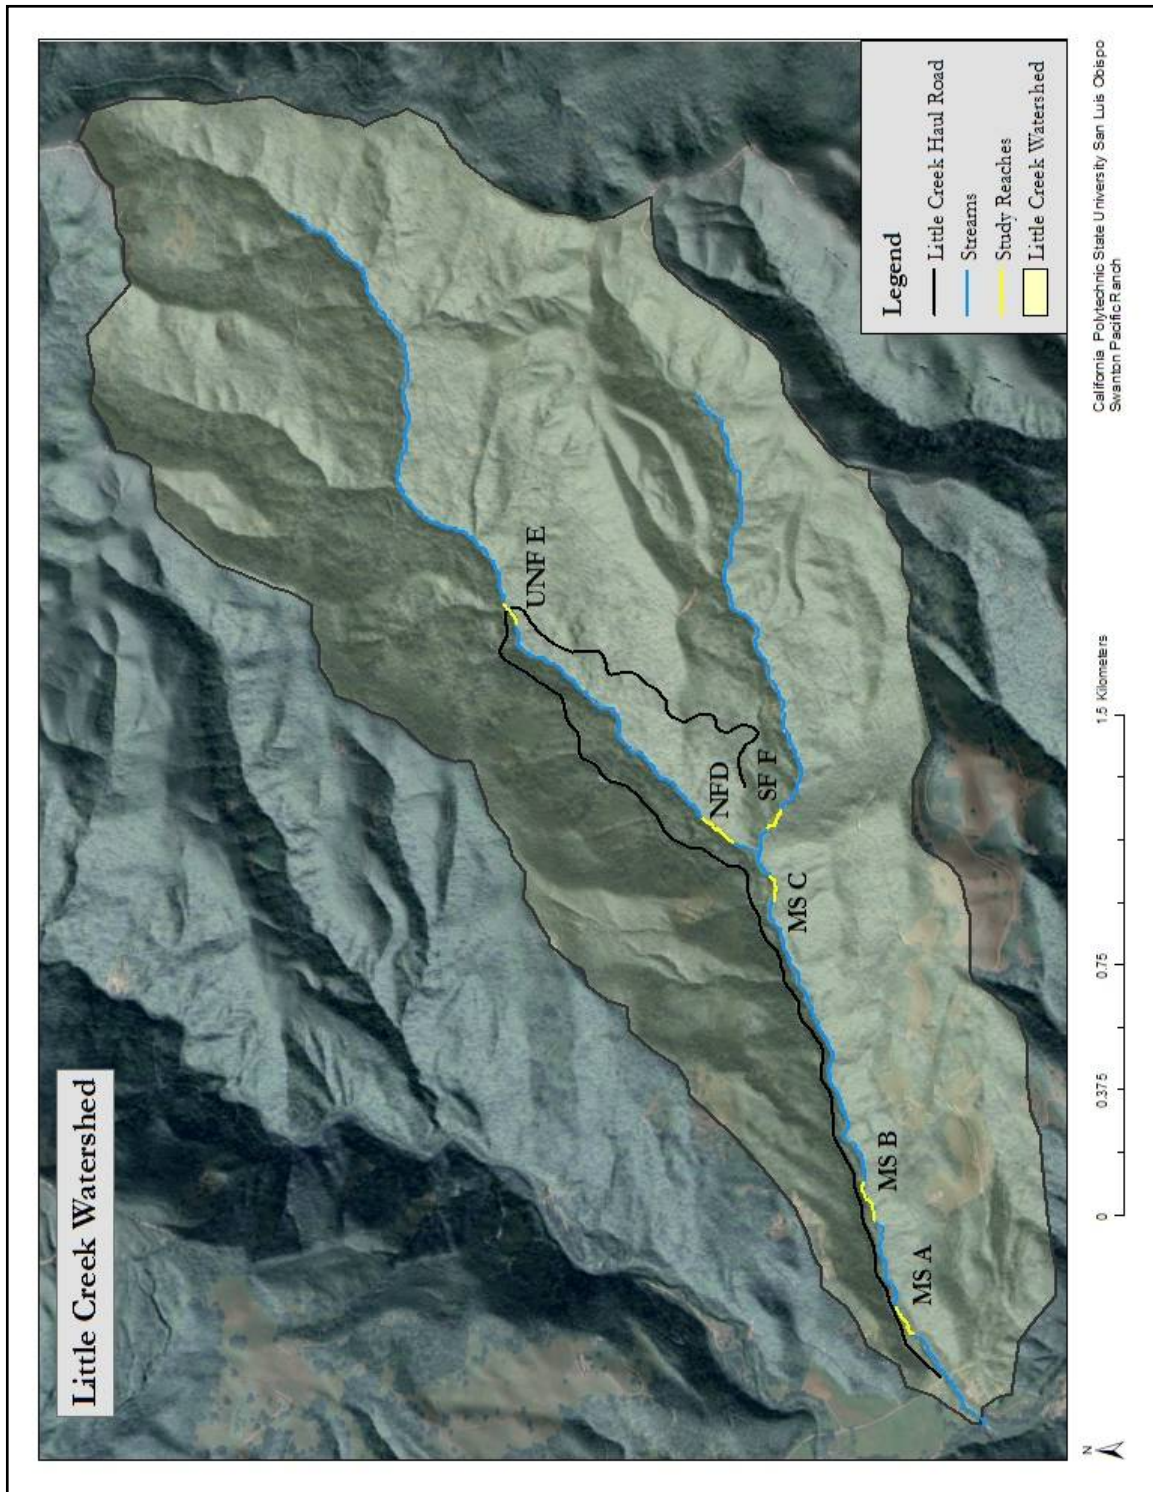 Little Creek Watershed
UNF E
NFD
SF F
MS C
MS B
MS A
Legend
Little Creek Haul Road
Streams
Study Reaches
Little Creek Watershed
N
0 0.375 0.75 1.5 Kilometers
California Polytechnic State University San Luis Obispo
Swanton Pacific Ranch